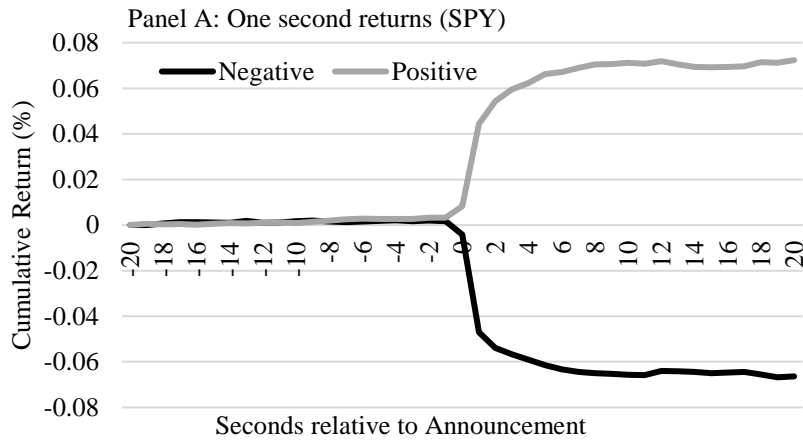 Panel A: One second returns (SPY)
Negative Positive
Cumulative Return (%)
0.08
0.06
0.04
0.02
0
-0.02
-0.04
-0.06
-0.08
-20 -18 -16 -14 -12 -10 -8 -6 -4 -2 0 2 4 6 8 10 12 14 16 18 20
Seconds relative to Announcement